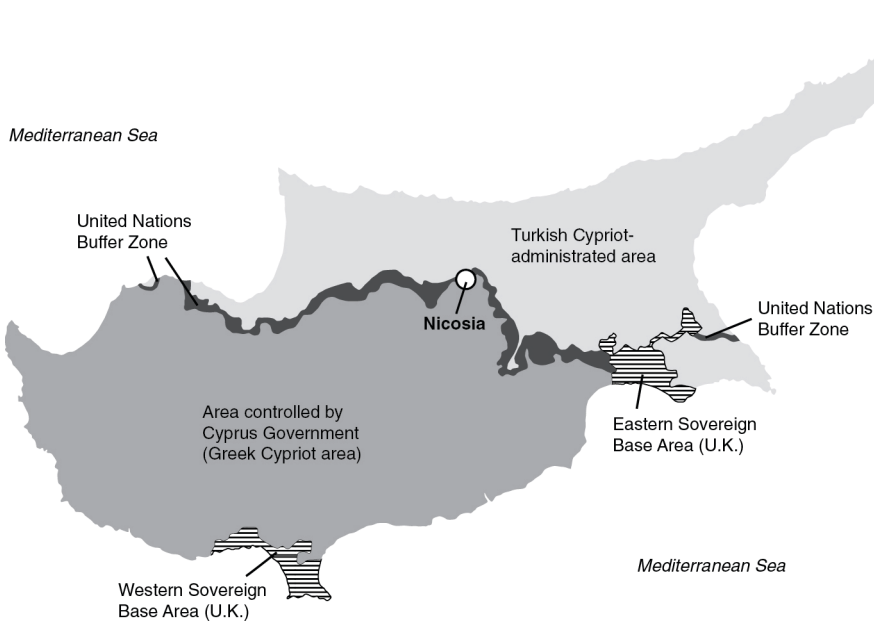 Mediterranean Sea
United Nations
Buffer Zone
Turkish Cypriot-
administrated area
United Nations
Buffer Zone
Nicosia
Area controlled by
Cyprus Government
(Greek Cypriot area)
Eastern Sovereign
Base Area (U.K.)
Mediterranean Sea
Western Sovereign
Base Area (U.K.)